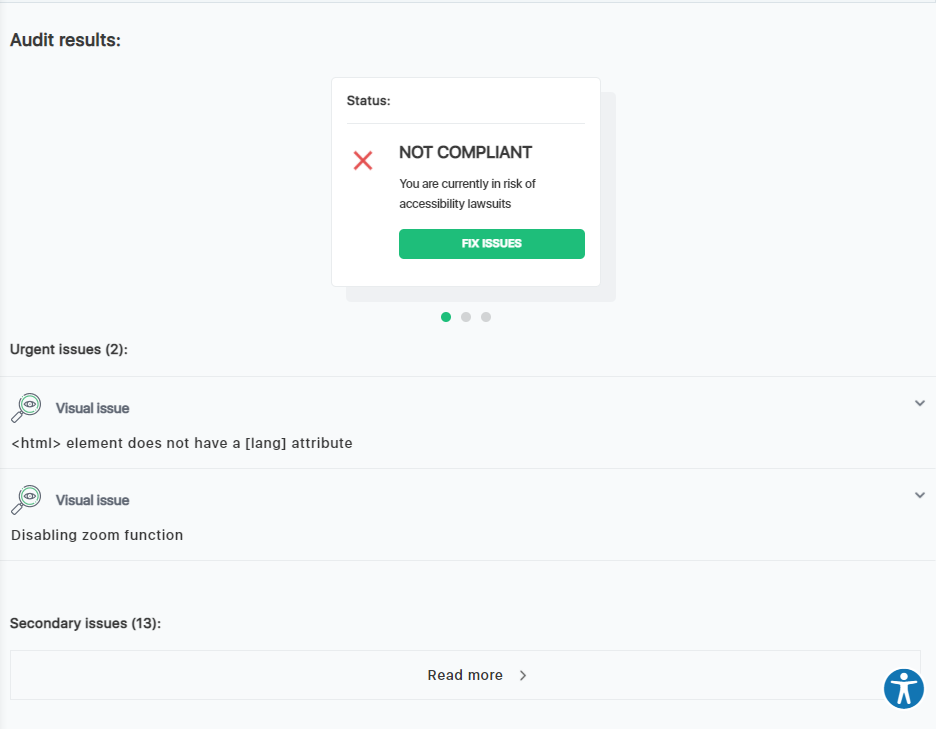 Audit results:
Status:
NOT COMPLIANT
You are currently in risk of
accessibility lawsuits
FIX ISSUES
Urgent issues (2):
Visual issue
<html> element does not have a [lang] attribute
Visual issue
Disabling zoom function
Secondary issues (13):
Read more